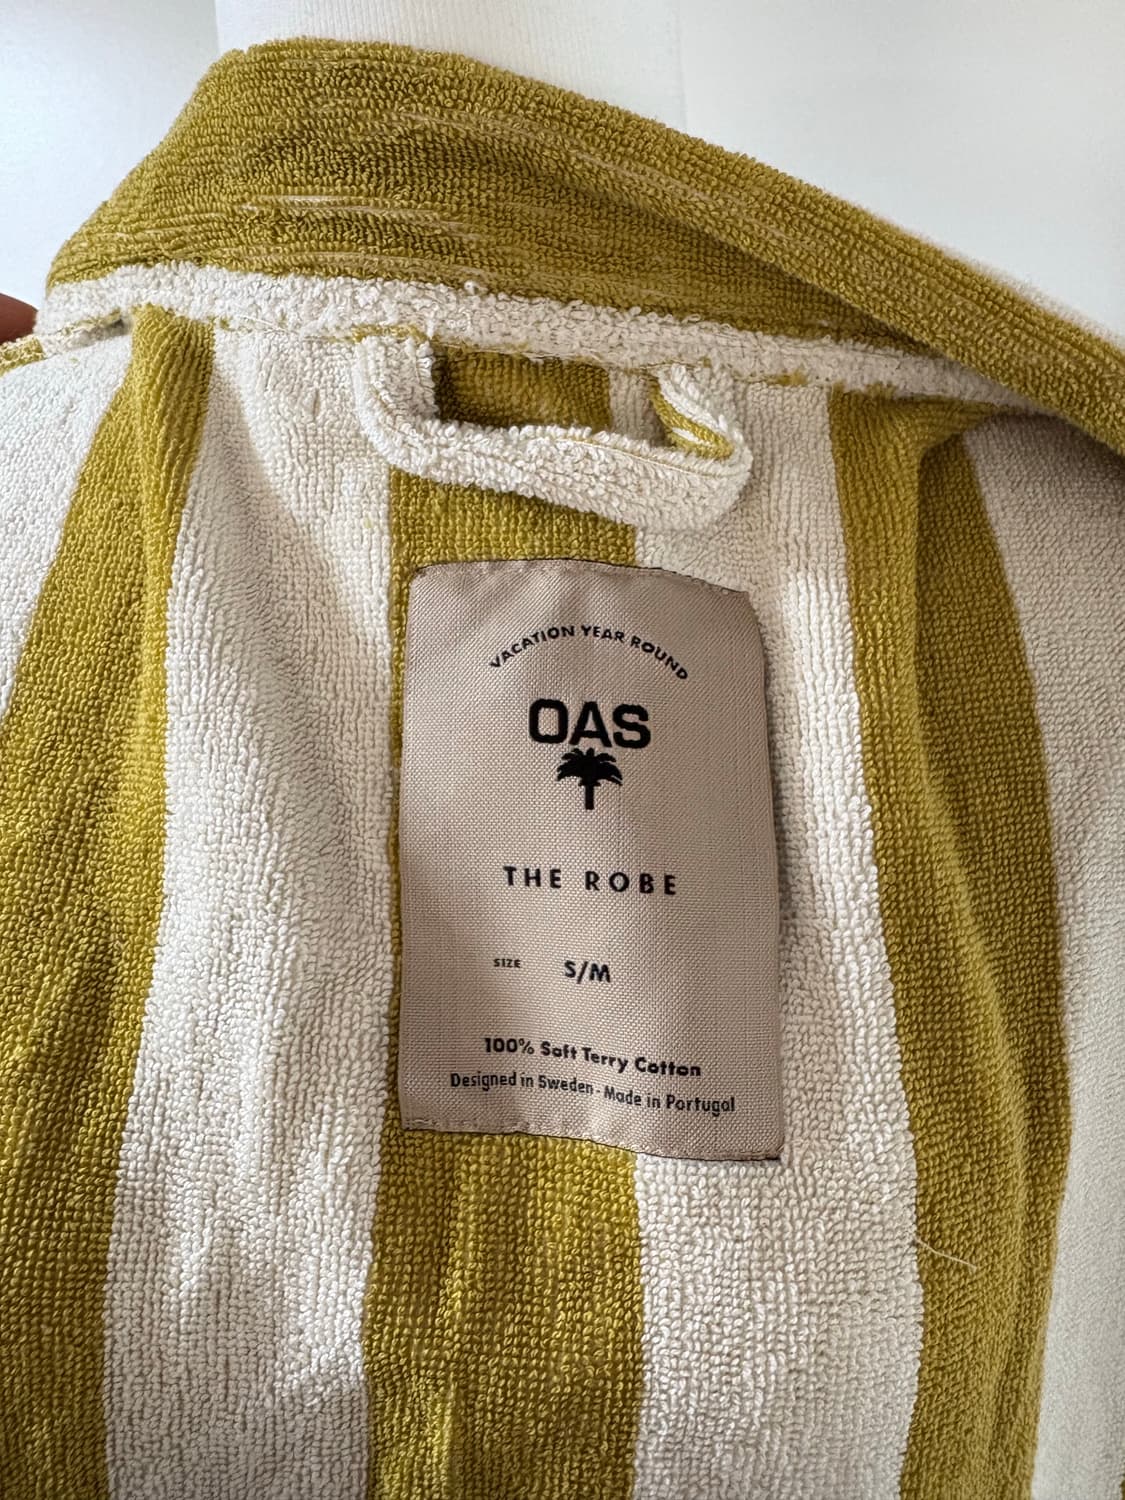 VACATION YEAR ROUND
OAS
THE ROBE
SIZE S/M
100% Soft Terry Cotton
Designed in Sweden - Made in Portugal